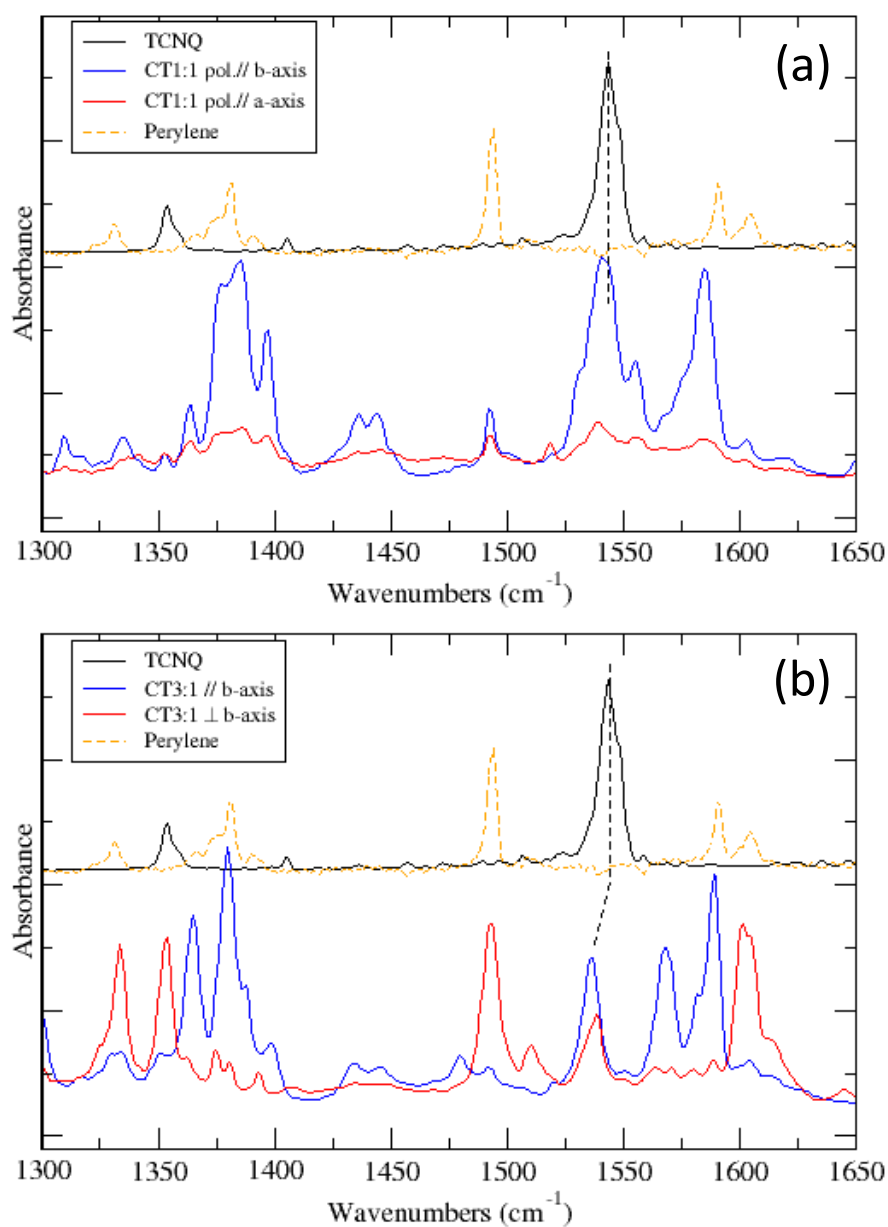 (a)
TCNQ
CT1:1 pol.// b-axis
CT1:1 pol.// a-axis
Perylene
Absorbance
1300 1350 1400 1450 1500 1550 1600 1650
Wavenumbers (cm⁻¹)
(b)
TCNQ
CT3:1 // b-axis
CT3:1 ⊥ b-axis
Perylene
Absorbance
1300 1350 1400 1450 1500 1550 1600 1650
Wavenumbers (cm⁻¹)